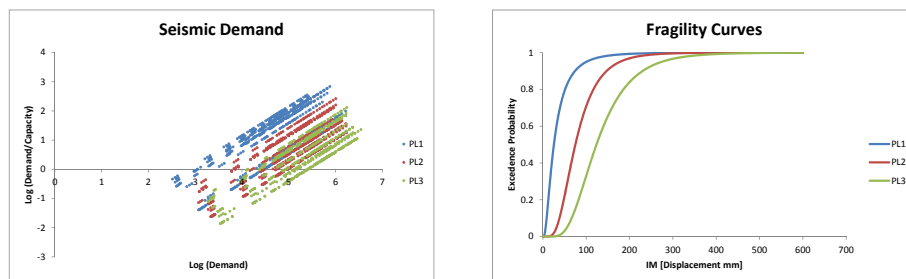 Seismic Demand
4
3
2
1
0
-1
-2
-3
0 1 2 3 4 5 6 7
Log (Demand/Capacity)
Log (Demand)
PL1
PL2
PL3
Fragility Curves
1
0.8
0.6
0.4
0.2
0
0 100 200 300 400 500 600 700
Exceedence Probability
IM [Displacement mm]
PL1
PL2
PL3